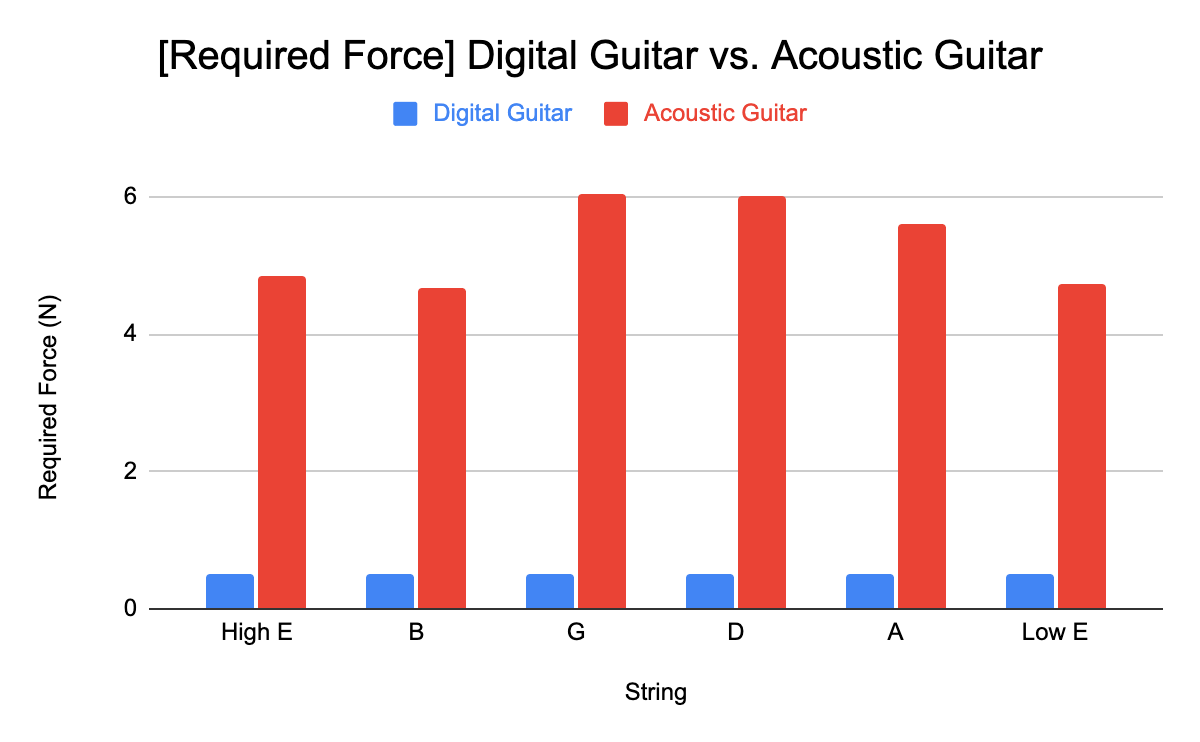 [Required Force] Digital Guitar vs. Acoustic Guitar
Digital Guitar Acoustic Guitar
Required Force (N)
6
4
2
0
High E B G D A Low E
String